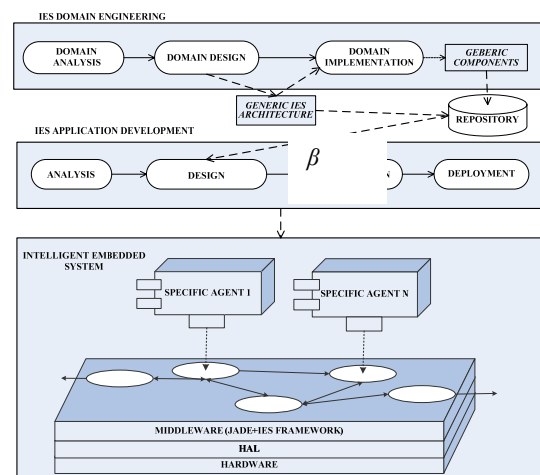 IES DOMAIN ENGINEERING
DOMAIN
ANALYSIS
DOMAIN DESIGN
DOMAIN
IMPLEMENTATION
GEBERIC
COMPONENTS
GENERIC IES
ARCHITECTURE
REPOSITORY
IES APPLICATION DEVELOPMENT
ANALYSIS
DESIGN
β
N
DEPLOYMENT
INTELLIGENT EMBEDDED
SYSTEM
SPECIFIC AGENT 1
SPECIFIC AGENT N
MIDDLEWARE (JADE+IES FRAMEWORK)
HAL
HARDWARE